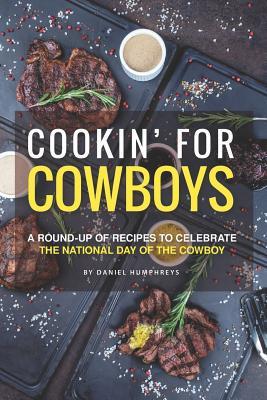 COOKIN' FOR
COWBOYS
A ROUND-UP OF RECIPES TO CELEBRATE
THE NATIONAL DAY OF THE COWBOY
BY DANIEL HUMPHREYS